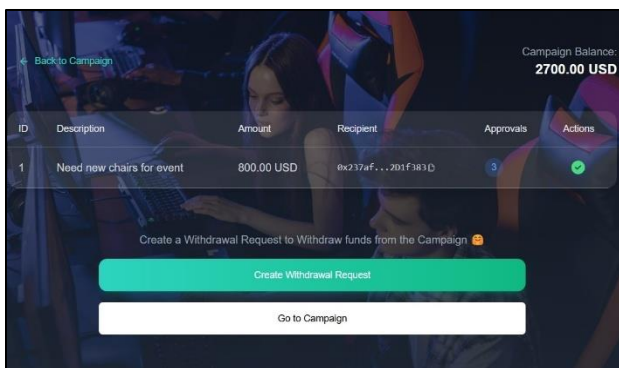 ← Back to Campaign
Campaign Balance:
2700.00 USD
ID Description Amount Recipient Approvals Actions
1 Need new chairs for event 800.00 USD 0x237af...201f383 3
Create a Withdrawal Request to Withdraw funds from the Campaign 🤗
Create Withdrawal Request
Go to Campaign